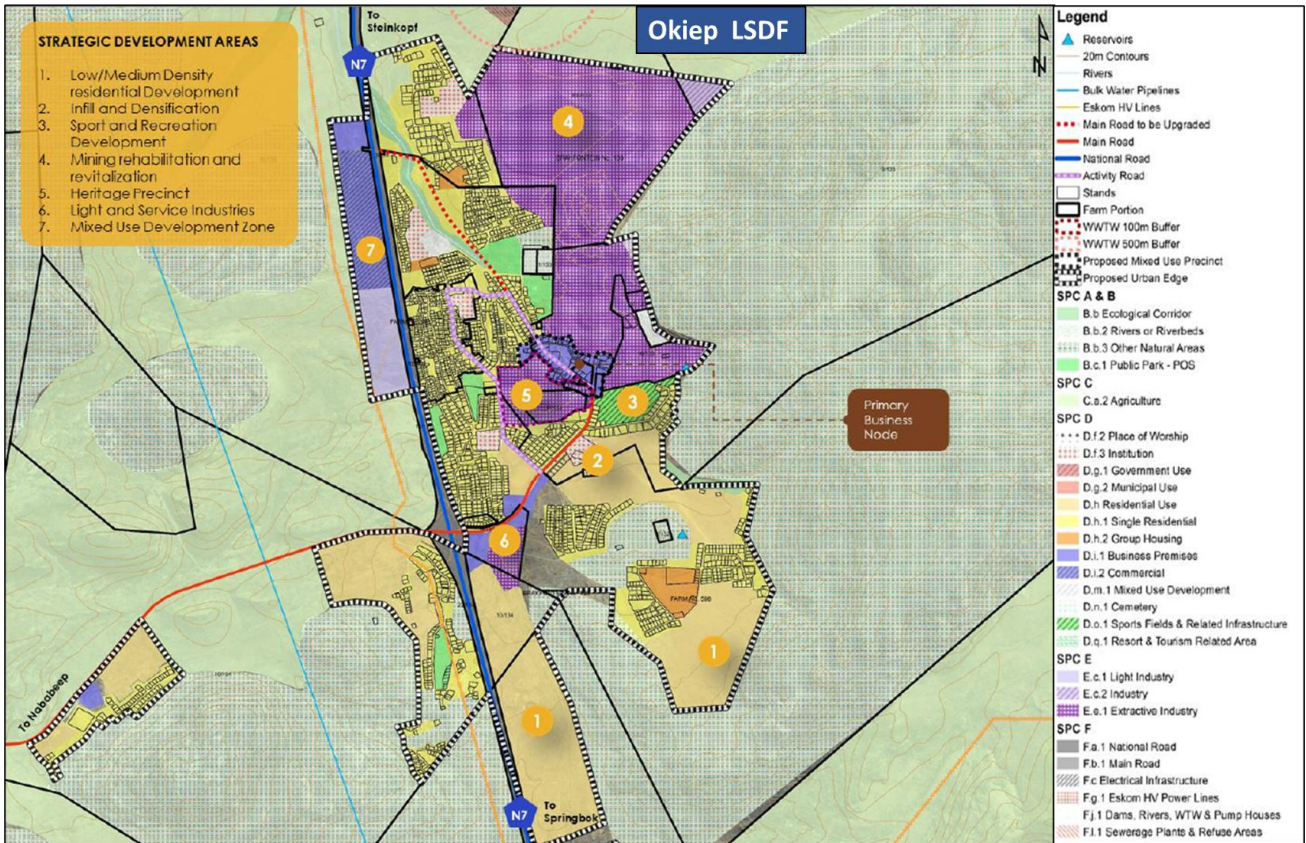 Okiep LSDF
STRATEGIC DEVELOPMENT AREAS
1. Low/Medium Density
residential Development
2. Infill and Densification
3. Sport and Recreation
Development
4. Mining rehabilitation and
revitalization
5. Heritage Precinct
6. Light and Service Industries
7. Mixed Use Development Zone
To
Steinkopf
N7
N
4
7
5
3
2
6
1
1
Primary
Business
Node
To Nababeep
N7
To
Springbok
Legend
Reservoirs
20m Contours
Rivers
Bulk Water Pipelines
Eskom HV Lines
Main Road to be Upgraded
Main Road
National Road
Activity Road
Stands
Farm Portion
WWTW 100m Buffer
WWTW 500m Buffer
Proposed Mixed Use Precinct
Proposed Urban Edge
SPC A & B
B.b Ecological Corridor
B.b.2 Rivers or Riverbeds
B.b.3 Other Natural Areas
B.c.1 Public Park - POS
SPC C
C.a.2 Agriculture
SPC D
D.f.2 Place of Worship
D.f.3 Institution
D.g.1 Government Use
D.g.2 Municipal Use
D.h Residential Use
D.h.1 Single Residential
D.h.2 Group Housing
D.i.1 Business Premises
D.i.2 Commercial
D.m.1 Mixed Use Development
D.n.1 Cemetery
D.o.1 Sports Fields & Related Infrastructure
D.q.1 Resort & Tourism Related Area
SPC E
E.c.1 Light Industry
E.c.2 Industry
E.e.1 Extractive Industry
SPC F
F.a.1 National Road
F.b.1 Main Road
F.c Electrical Infrastructure
F.g.1 Eskom HV Power Lines
F.j.1 Dams, Rivers, WTW & Pump Houses
F.l.1 Sewerage Plants & Refuse Areas